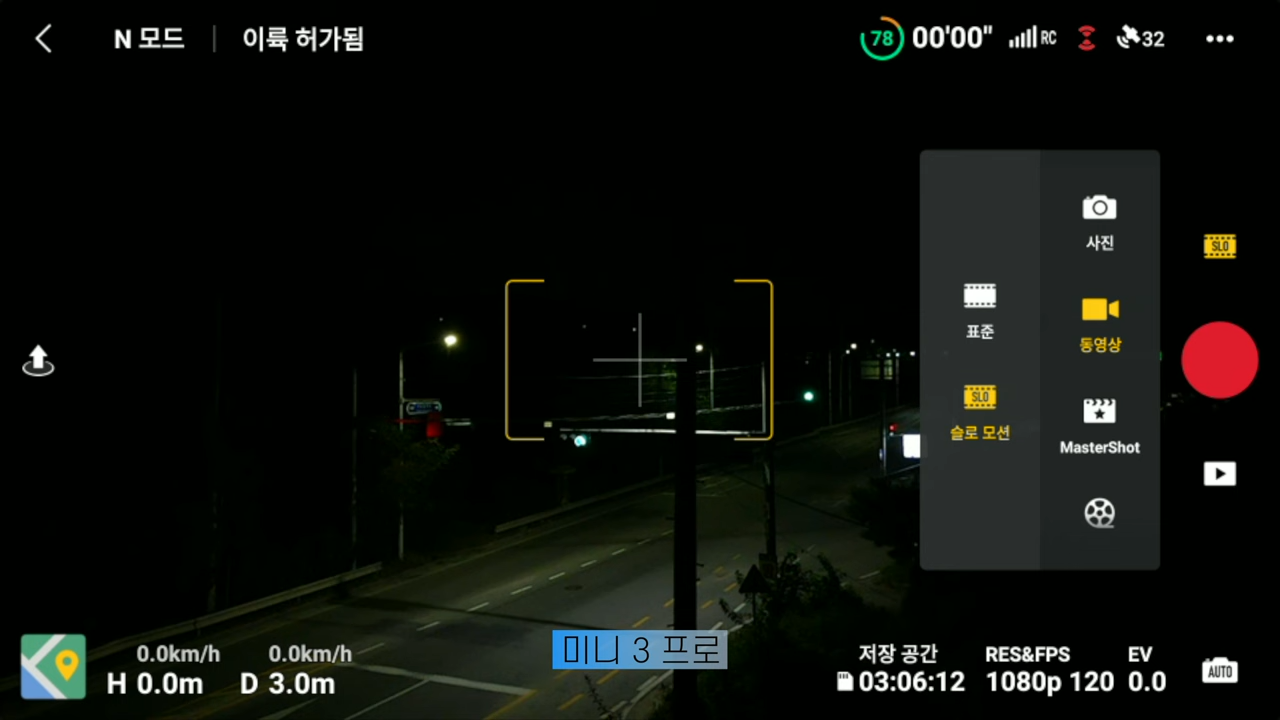 N 모드
이륙 허가됨
78
00'00"
RC
32
사진
SLO
표준
동영상
SLO
슬로 모션
MasterShot
0.0km/h
0.0km/h
H 0.0m
D 3.0m
미니 3 프로
저장 공간
03:06:12
RES&FPS
1080p 120
EV
0.0
AUTO